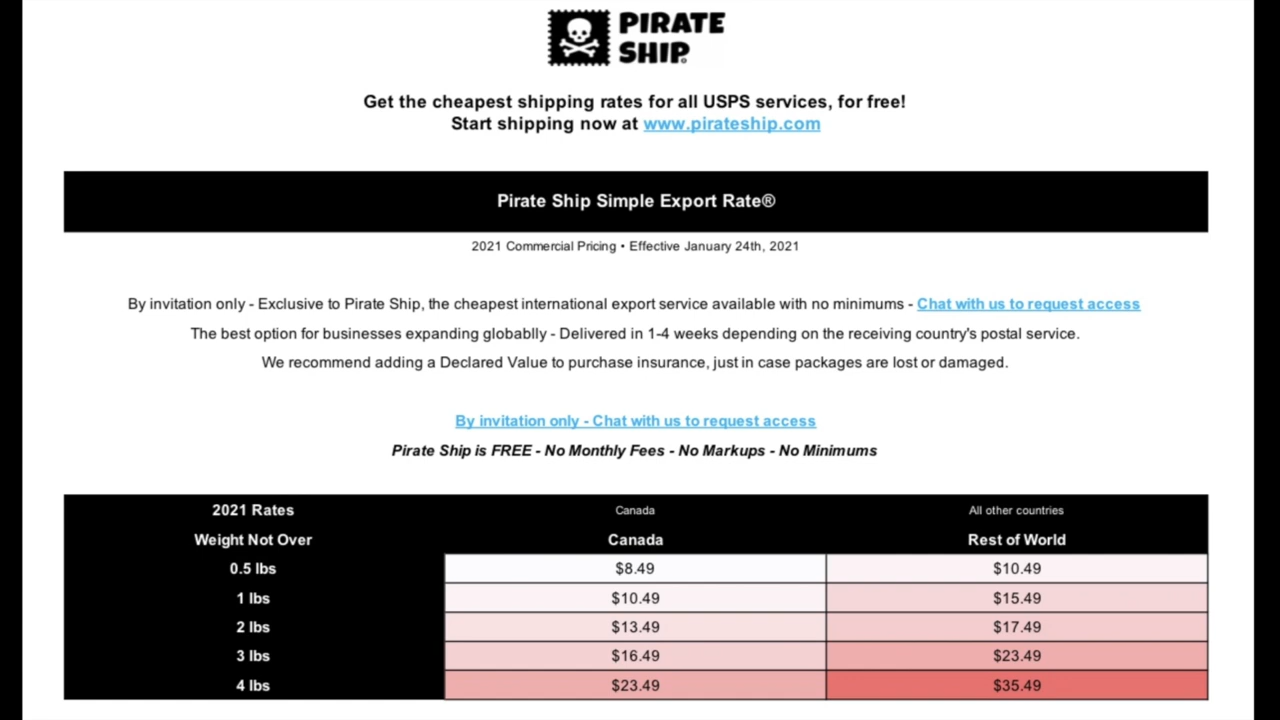 PIRATE
SHIP
Get the cheapest shipping rates for all USPS services, for free!
Start shipping now at www.pirateship.com
Pirate Ship Simple Export Rate®
2021 Commercial Pricing • Effective January 24th, 2021
By invitation only - Exclusive to Pirate Ship, the cheapest international export service available with no minimums - Chat with us to request access
The best option for businesses expanding globablly - Delivered in 1-4 weeks depending on the receiving country's postal service.
We recommend adding a Declared Value to purchase insurance, just in case packages are lost or damaged.
By invitation only - Chat with us to request access
Pirate Ship is FREE - No Monthly Fees - No Markups - No Minimums
2021 Rates Canada All other countries
Weight Not Over Canada Rest of World
0.5 lbs $8.49 $10.49
1 lbs $10.49 $15.49
2 lbs $13.49 $17.49
3 lbs $16.49 $23.49
4 lbs $23.49 $35.49